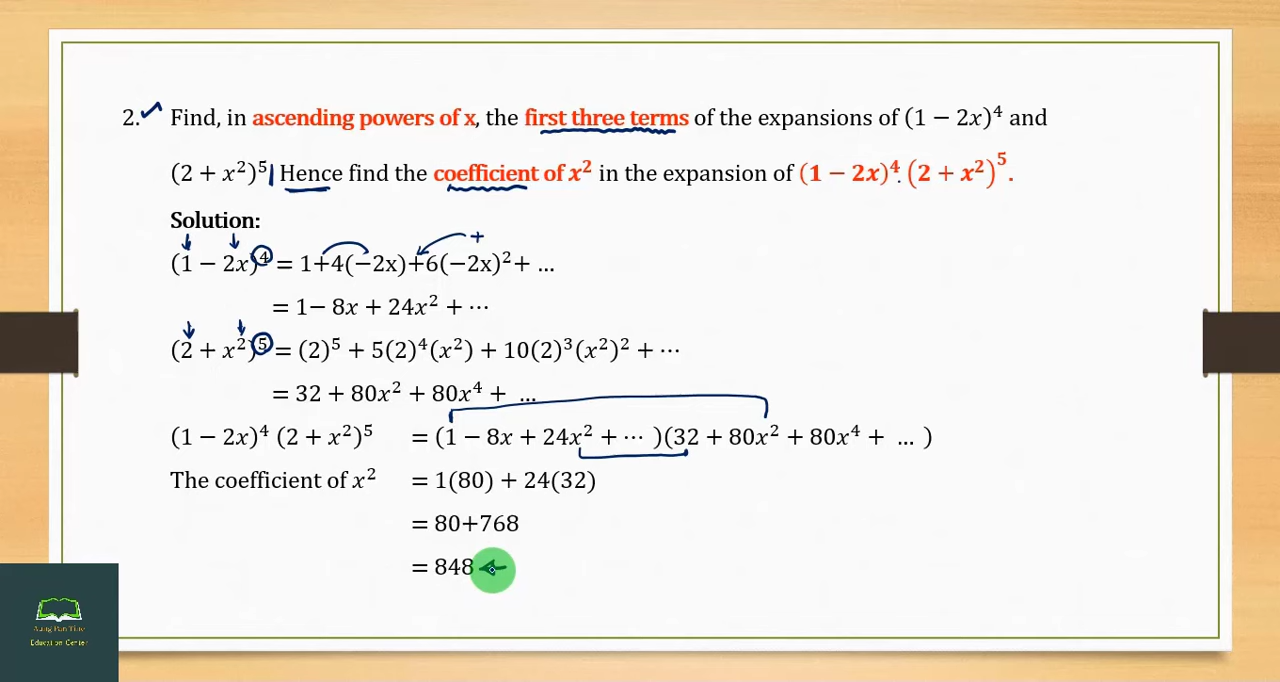 2. Find, in ascending powers of x, the first three terms of the expansions of (1 − 2x)⁴ and
(2 + x²)⁵ Hence find the coefficient of x² in the expansion of (1 − 2x)⁴. (2 + x²)⁵.
Solution:
+
(1 − 2x)⁴ = 1+4(−2x)+6(−2x)²+ ...
= 1− 8x + 24x² + ⋯
(2 + x²)⁵ = (2)⁵ + 5(2)⁴(x²) + 10(2)³(x²)² + ⋯
= 32 + 80x² + 80x⁴ + ...
(1 − 2x)⁴ (2 + x²)⁵ = (1 − 8x + 24x² + ⋯ )(32 + 80x² + 80x⁴ + ... )
The coefficient of x² = 1(80) + 24(32)
= 80+768
= 848
Education Center